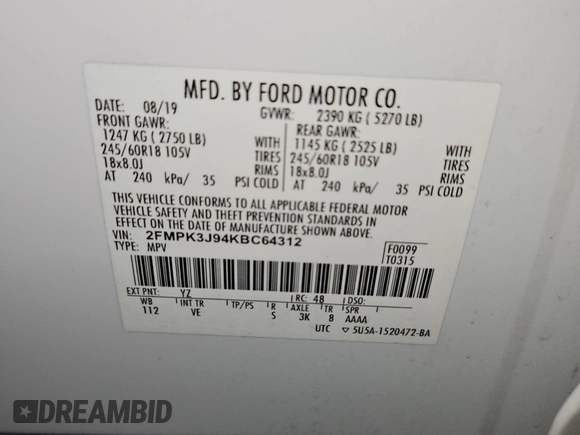 MFD. BY FORD MOTOR CO.
DATE: 08/19 GVWR: 2390 KG ( 5270 LB)
FRONT GAWR: REAR GAWR:
1247 KG ( 2750 LB) WITH 1145 KG ( 2525 LB) WITH
245/60R18 105V TIRES 245/60R18 105V TIRES
18x8.0J RIMS 18x8.0J RIMS
AT 240 kPa/ 35 PSI COLD AT 240 kPa/ 35 PSI COLD
THIS VEHICLE CONFORMS TO ALL APPLICABLE FEDERAL MOTOR
VEHICLE SAFETY AND THEFT PREVENTION STANDARDS IN
EFFECT ON THE DATE OF MANUFACTURE SHOWN ABOVE.
VIN: 2FMPK3J94KBC64312 F0099
TYPE: MPV T0315
EXT PNT: YZ RC: 48 DSO:
WB INT TR TP/PS R AXLE TR SPR
112 VE S 3K 8 AAAA
UTC ▽ 5U5A-1520472-BA
DREAMBID